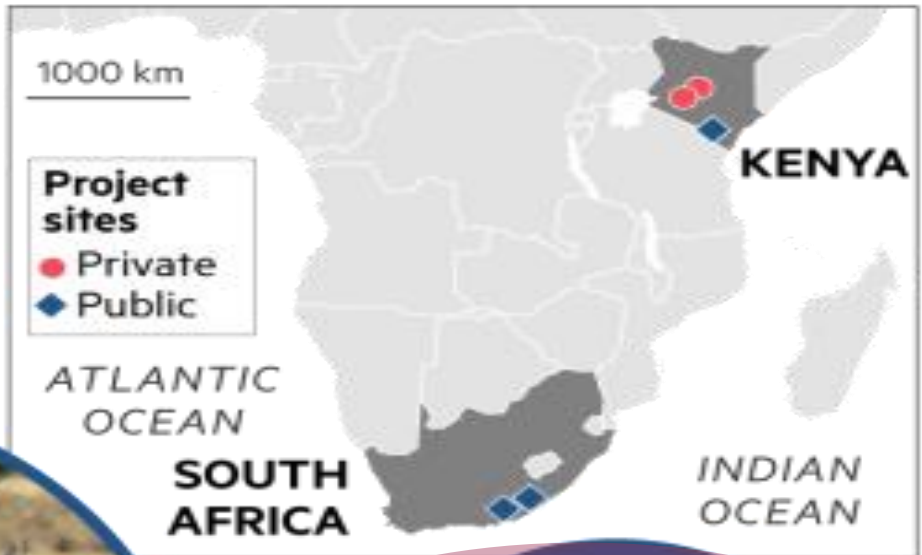 1000 km
KENYA
Project
sites
Private
Public
ATLANTIC
OCEAN
SOUTH
AFRICA
INDIAN
OCEAN